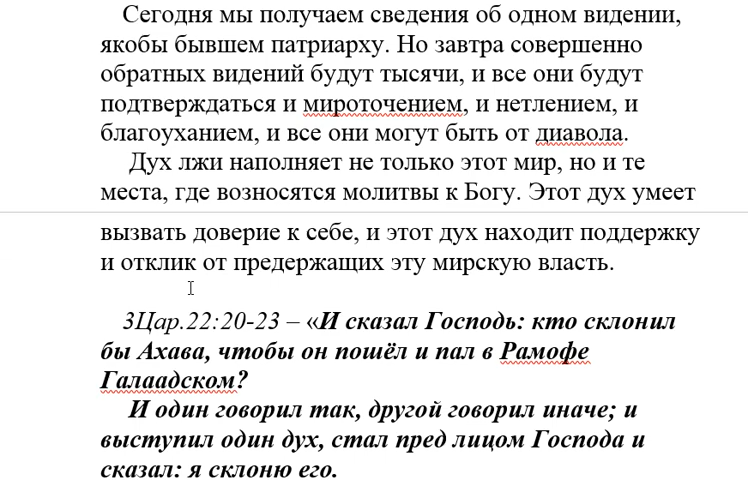 Сегодня мы получаем сведения об одном видении,
якобы бывшем патриарху. Но завтра совершенно
обратных видений будут тысячи, и все они будут
подтверждаться и мироточением, и нетлением, и
благоуханием, и все они могут быть от диавола.
Дух лжи наполняет не только этот мир, но и те
места, где возносятся молитвы к Богу. Этот дух умеет
вызвать доверие к себе, и этот дух находит поддержку
и отклик от предержащих эту мирскую власть.
3Цар.22:20-23 – «И сказал Господь: кто склонил
бы Ахава, чтобы он пошёл и пал в Рамофе
Галаадском?
И один говорил так, другой говорил иначе; и
выступил один дух, стал пред лицом Господа и
сказал: я склоню его.